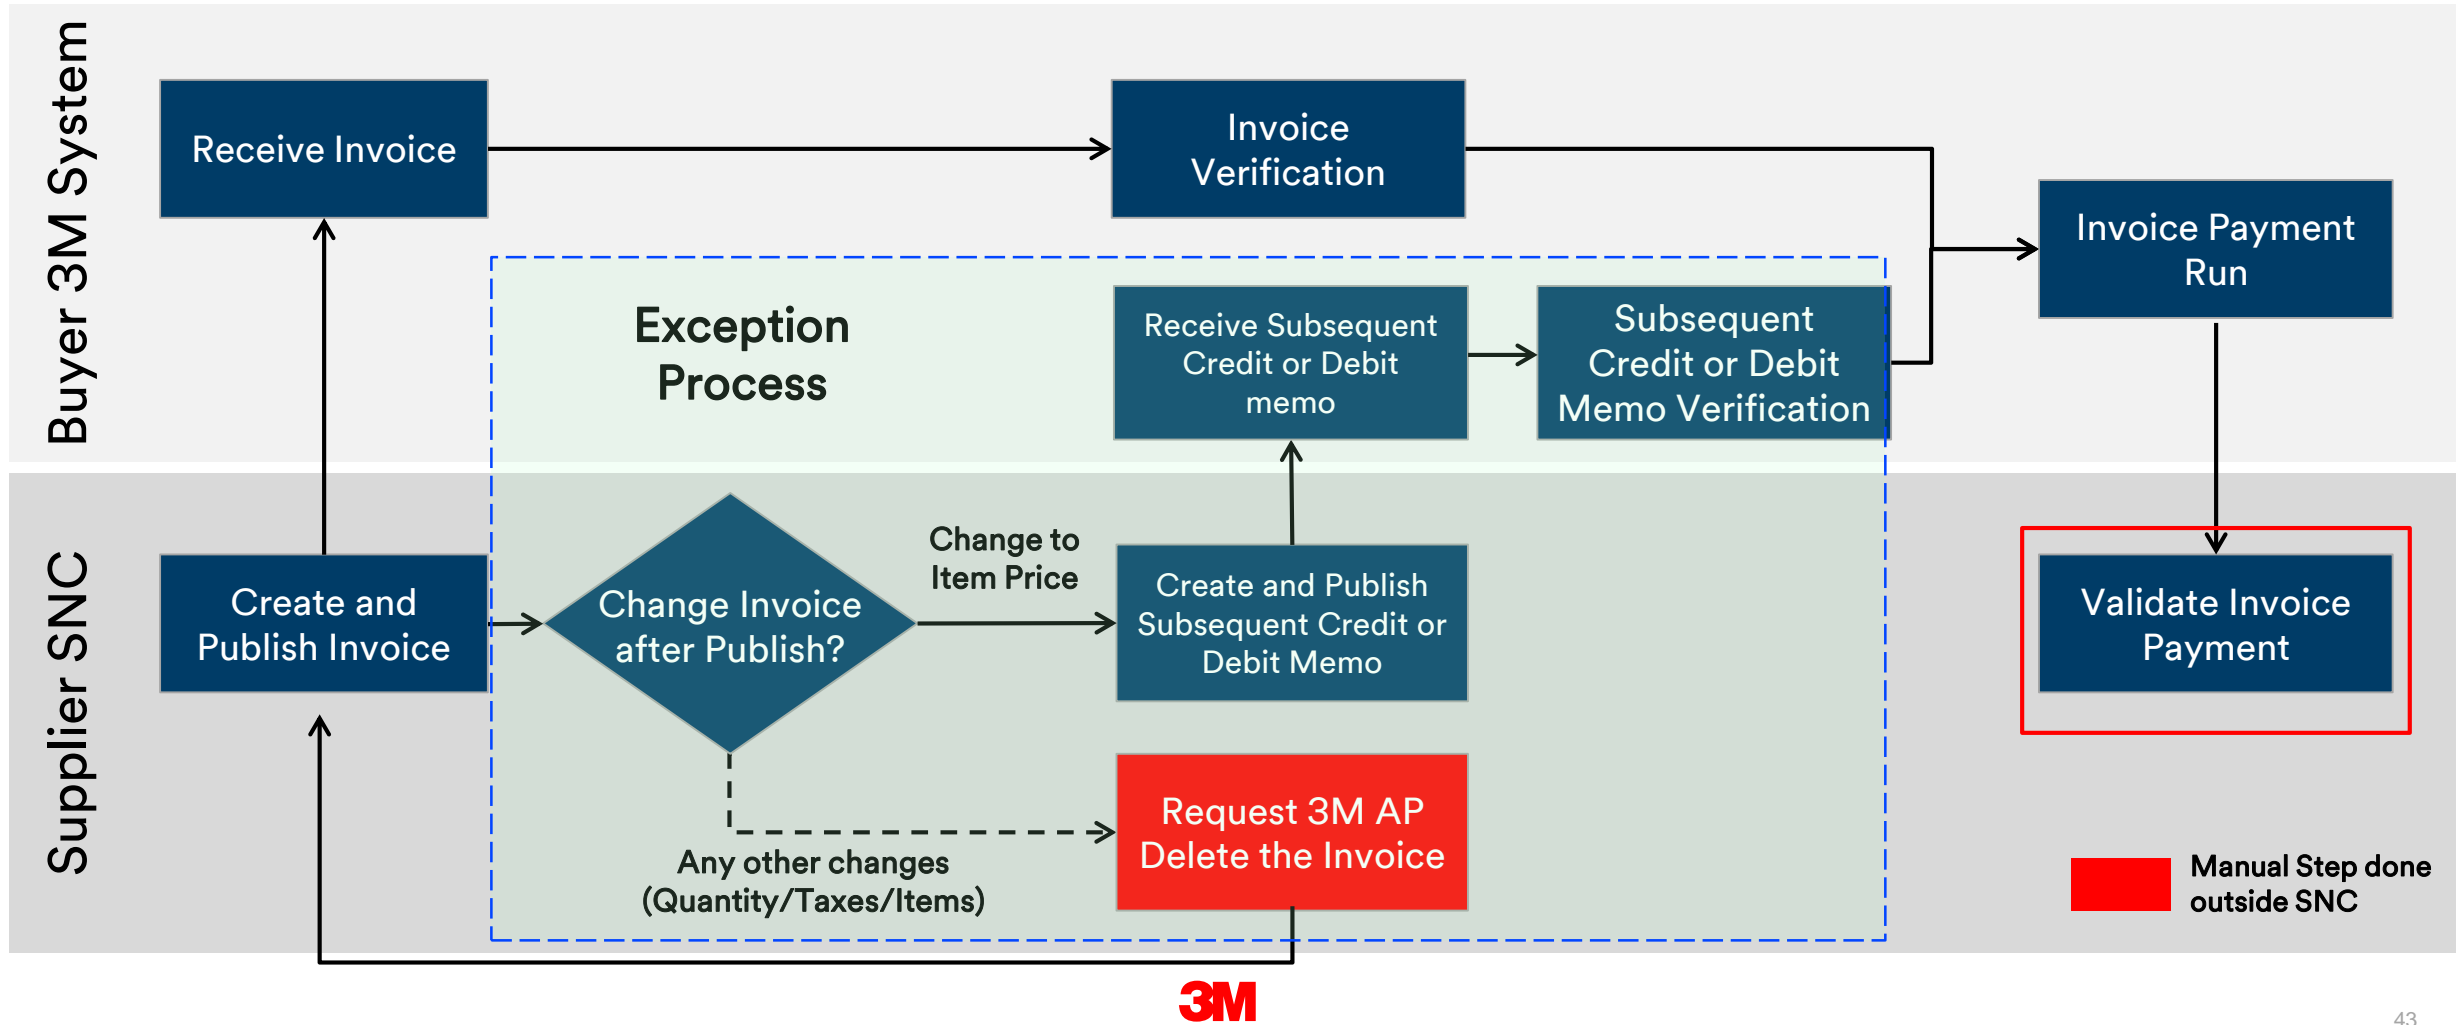 Buyer 3M System
Receive Invoice
Invoice
Verification
Invoice Payment
Run
Exception
Process
Receive Subsequent
Credit or Debit
memo
Subsequent
Credit or Debit
Memo Verification
Supplier SNC
Create and
Publish Invoice
Change Invoice
after Publish?
Change to
Item Price
Create and Publish
Subsequent Credit or
Debit Memo
Validate Invoice
Payment
Any other changes
(Quantity/Taxes/Items)
Request 3M AP
Delete the Invoice
Manual Step done
outside SNC
3M
43